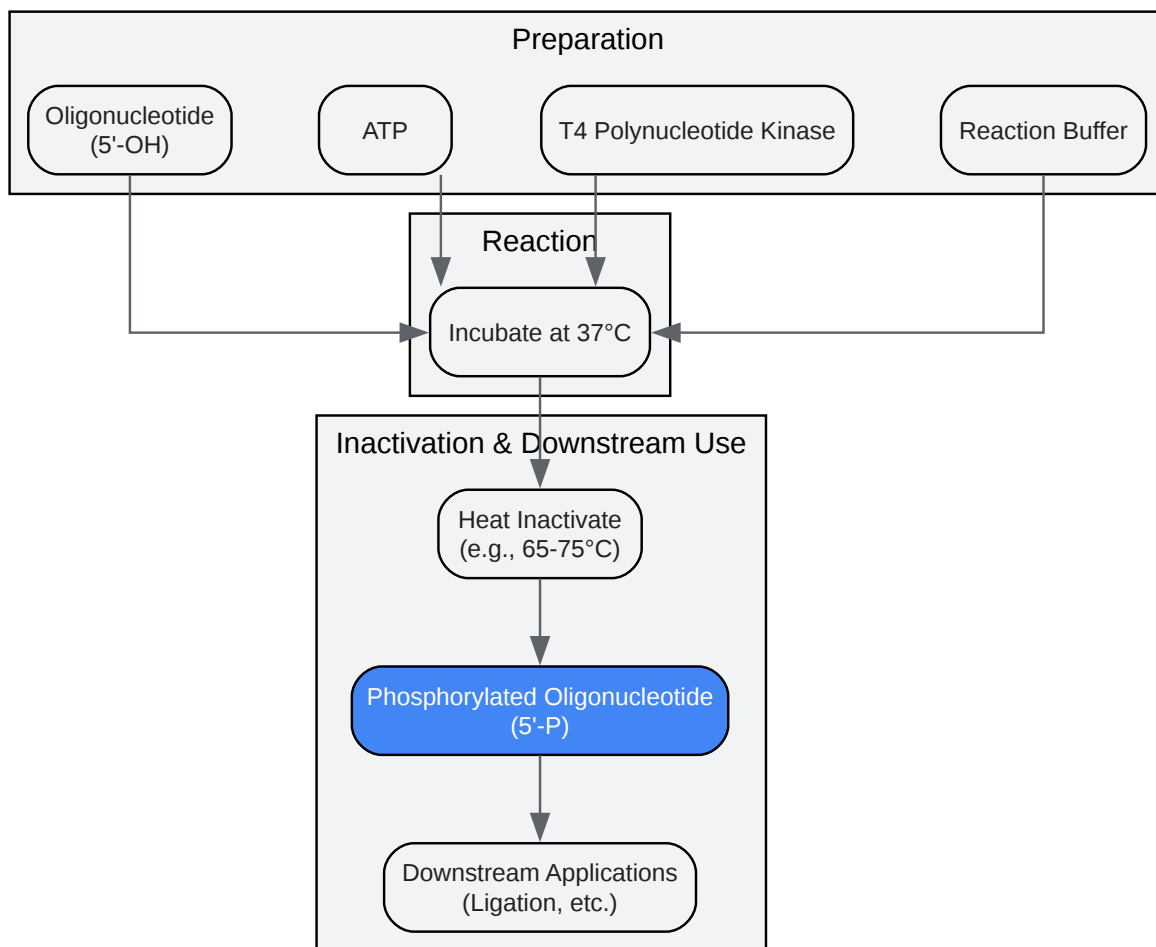 Preparation
Oligonucleotide
(5'-OH)
ATP
T4 Polynucleotide Kinase
Reaction Buffer
Reaction
Incubate at 37°C
Inactivation & Downstream Use
Heat Inactivate
(e.g., 65-75°C)
Phosphorylated Oligonucleotide
(5'-P)
Downstream Applications
(Ligation, etc.)